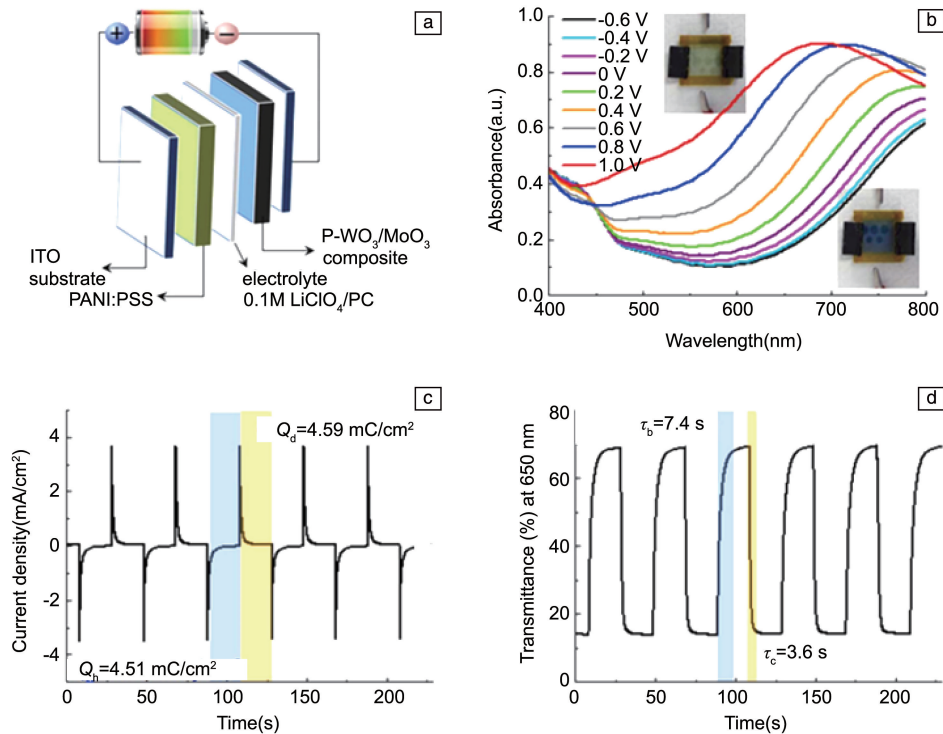 a
+
−
ITO
substrate
PANI:PSS
electrolyte
0.1M LiClO₄/PC
P-WO₃/MoO₃
composite
b
Absorbance(a.u.)
1.0
0.8
0.6
0.4
0.2
0.0
-0.6 V
-0.4 V
-0.2 V
0 V
0.2 V
0.4 V
0.6 V
0.8 V
1.0 V
400 500 600 700 800
Wavelength(nm)
c
Current density(mA/cm²)
4
2
0
-2
-4
Q_d=4.59 mC/cm²
Q_h=4.51 mC/cm²
0 50 100 150 200
Time(s)
d
Transmittance (%) at 650 nm
80
60
40
20
0
τ_b=7.4 s
τ_c=3.6 s
0 50 100 150 200
Time(s)